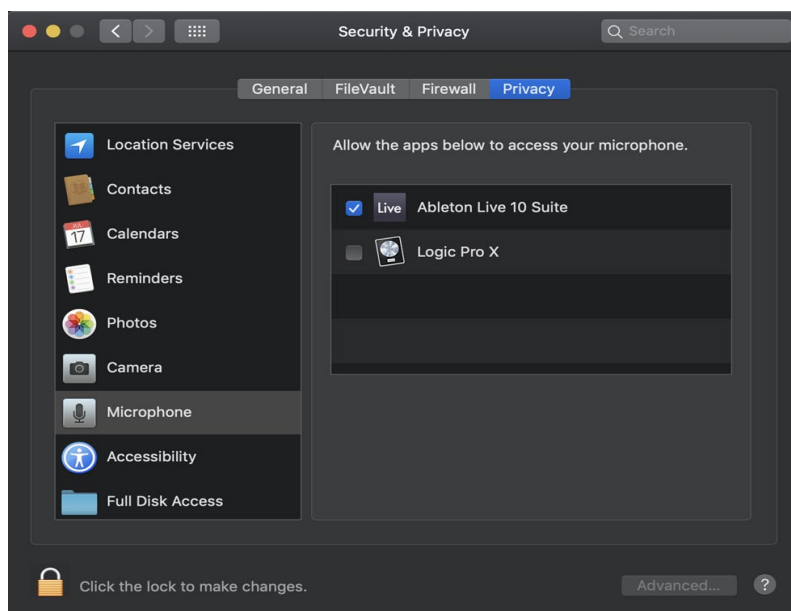 Security & Privacy
Search
General FileVault Firewall Privacy
Location Services
Contacts
JUL
17
Calendars
Reminders
Photos
Camera
Microphone
Accessibility
Full Disk Access
Allow the apps below to access your microphone.
Live Ableton Live 10 Suite
Logic Pro X
Click the lock to make changes.
Advanced...
?